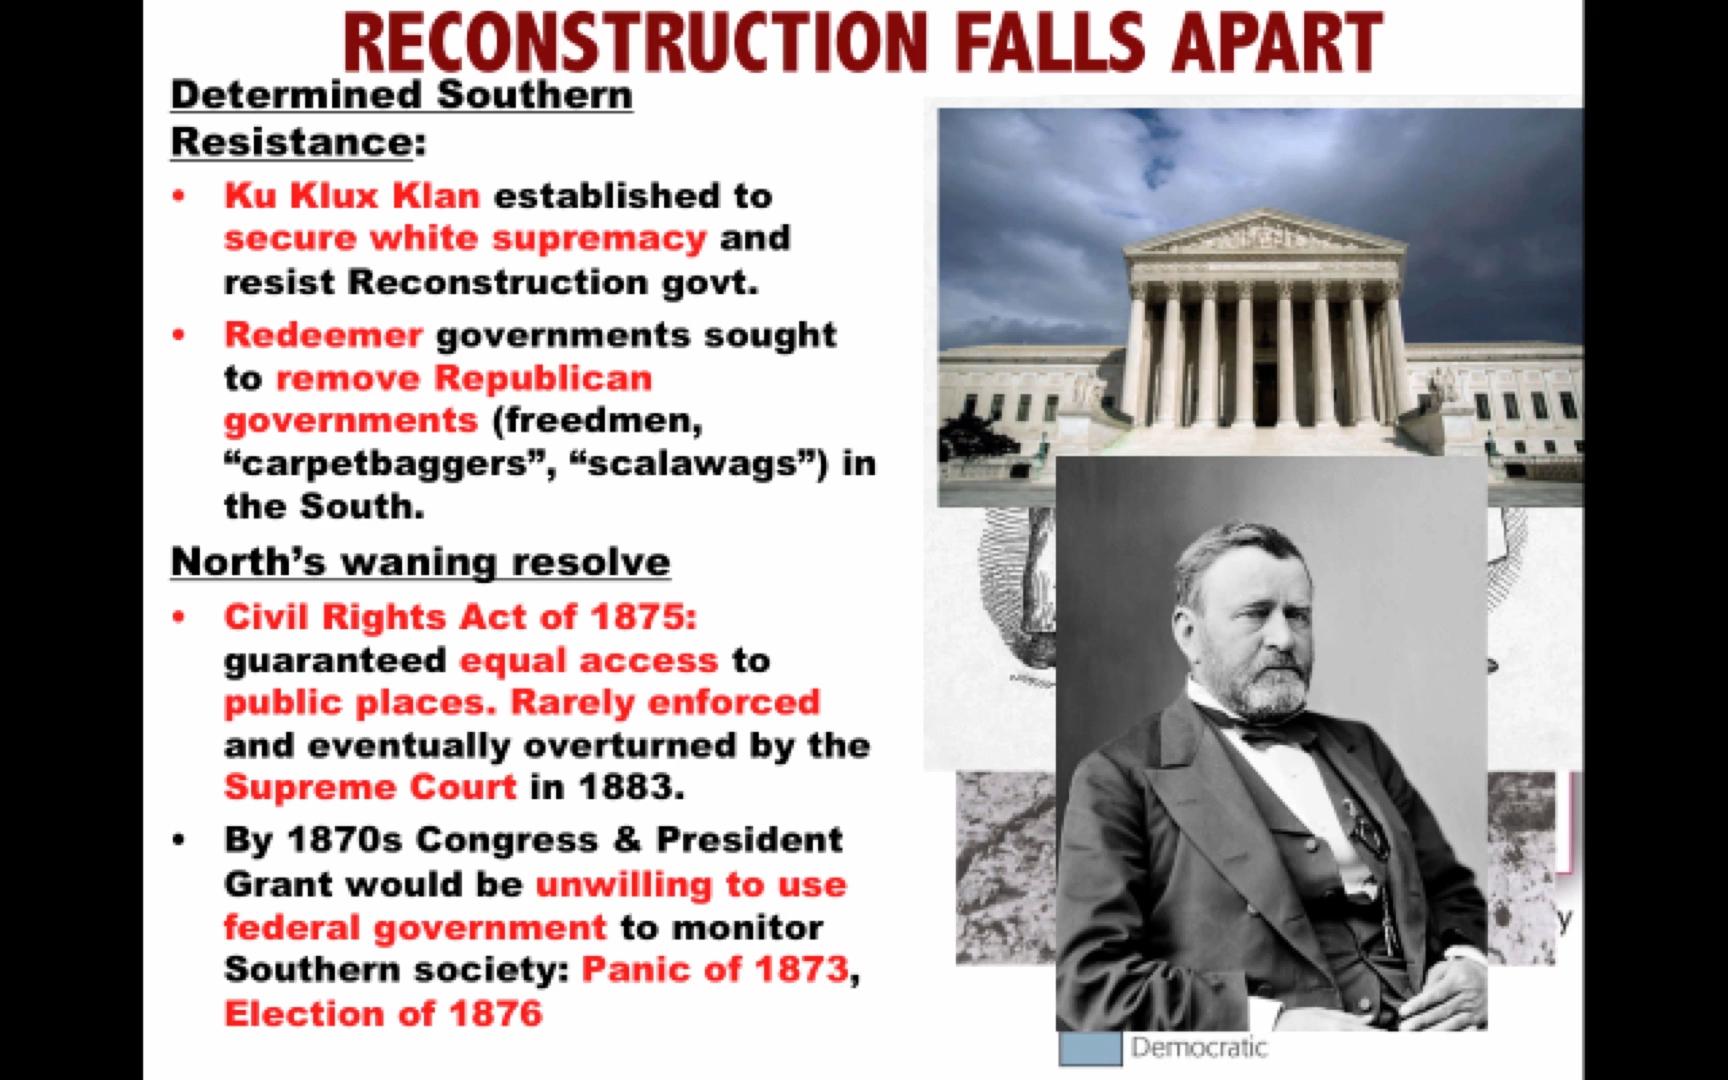 RECONSTRUCTION FALLS APART
Determined Southern
Resistance:
• Ku Klux Klan established to
secure white supremacy and
resist Reconstruction govt.
• Redeemer governments sought
to remove Republican
governments (freedmen,
“carpetbaggers”, “scalawags”) in
the South.
North’s waning resolve
• Civil Rights Act of 1875:
guaranteed equal access to
public places. Rarely enforced
and eventually overturned by the
Supreme Court in 1883.
• By 1870s Congress & President
Grant would be unwilling to use
federal government to monitor
Southern society: Panic of 1873,
Election of 1876
Democratic